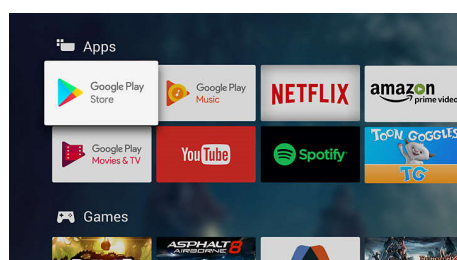 Apps
Google Play
Store
Google Play
Music
NETFLIX
amazon
prime video
Google Play
Movies & TV
YouTube
Spotify
TOON GOGGLES
TG
Games
ASPHALT 8
AIRBORNE